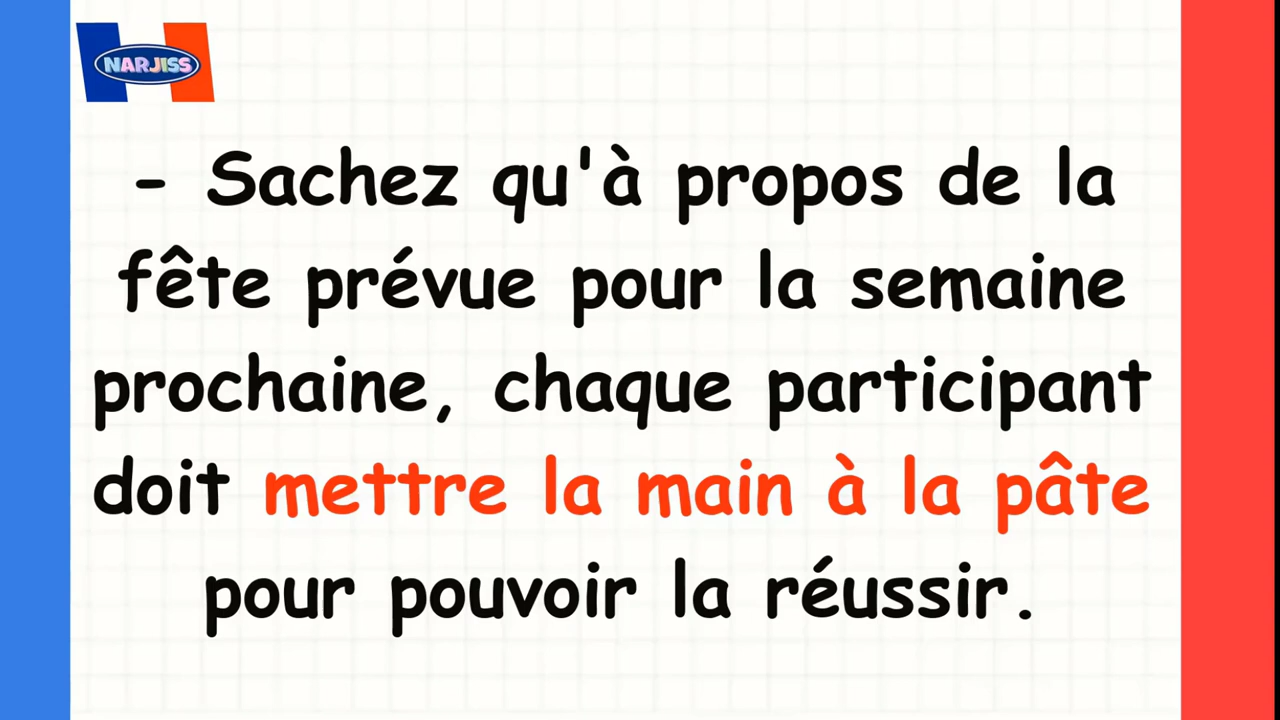 NARJISS
- Sachez qu'à propos de la
fête prévue pour la semaine
prochaine, chaque participant
doit mettre la main à la pâte
pour pouvoir la réussir.